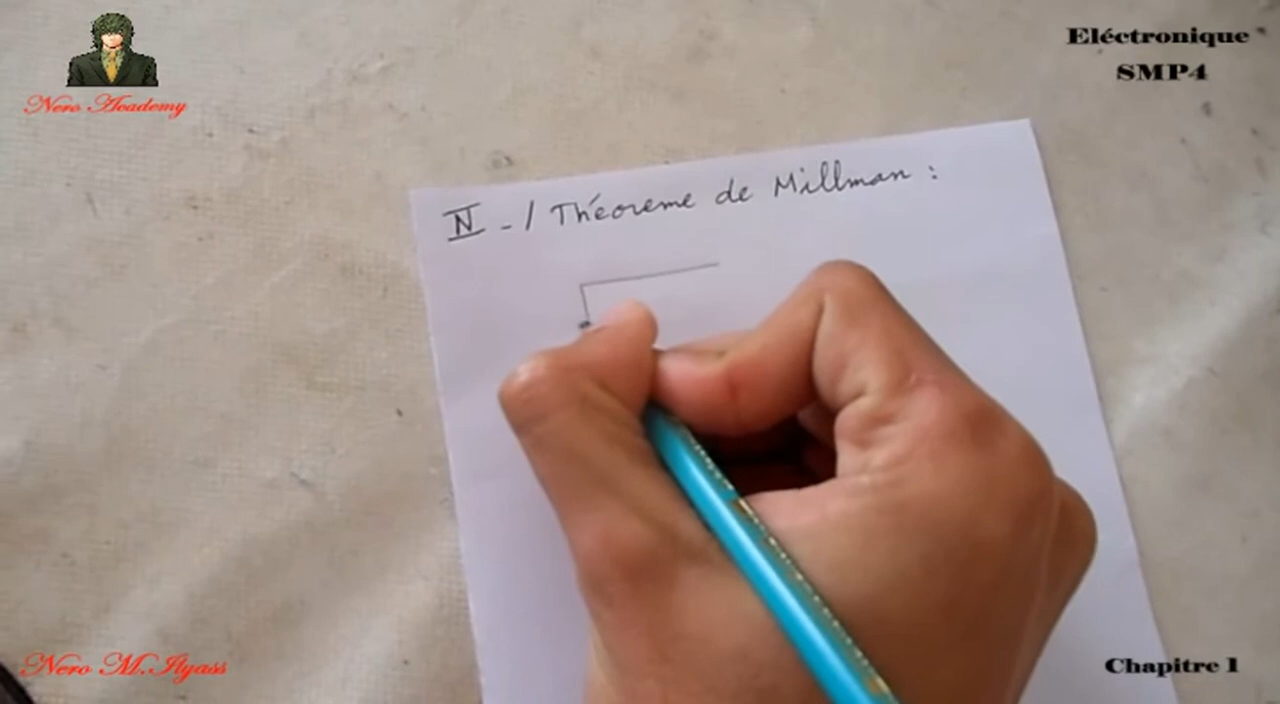 Eléctronique
SMP4
Nero Academy
IV -/ Théoreme de Millman :
Nero M.Ilyass
Chapitre 1